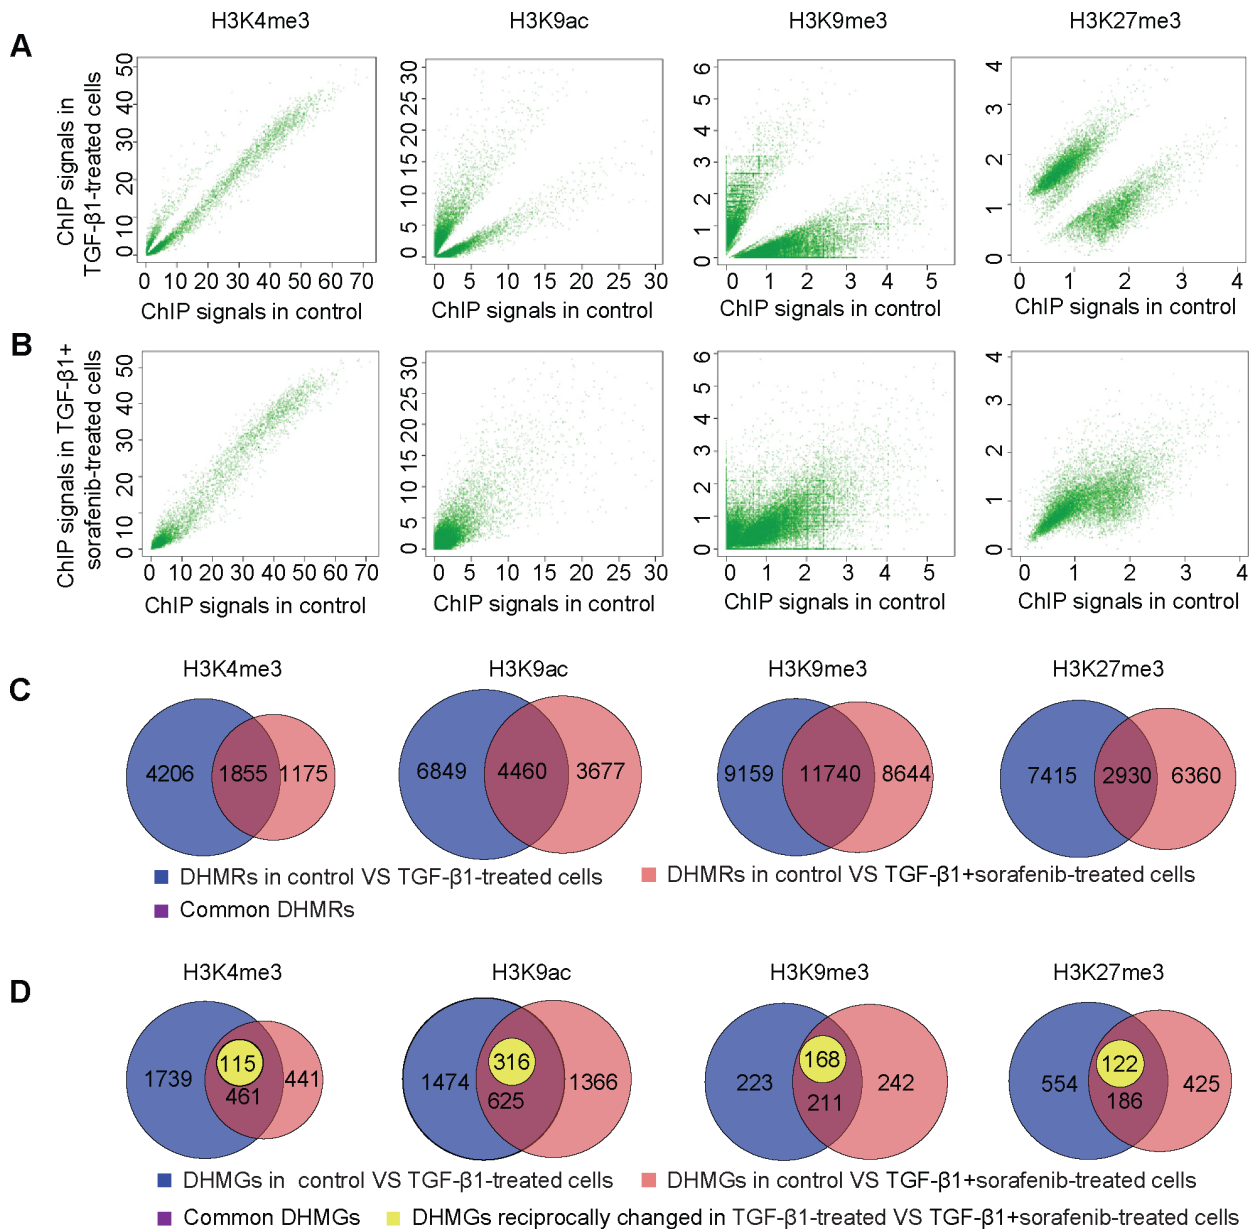 H3K4me3 H3K9ac H3K9me3 H3K27me3
A
ChIP signals in
TGF-β1-treated cells
0 10 20 30 40 50
0 10 20 30 40 50 60 70
0 5 10 15 20 25 30
0 5 10 15 20 25 30
0 1 2 3 4 5 6
0 1 2 3 4 5
0 1 2 3 4
0 1 2 3 4
ChIP signals in control ChIP signals in control ChIP signals in control ChIP signals in control
B
ChIP signals in TGF-β1+
sorafenib-treated cells
0 10 20 30 40 50
0 10 20 30 40 50 60 70
0 5 10 15 20 25 30
0 5 10 15 20 25 30
0 1 2 3 4 5 6
0 1 2 3 4 5
0 1 2 3 4
0 1 2 3 4
ChIP signals in control ChIP signals in control ChIP signals in control ChIP signals in control
C
H3K4me3 H3K9ac H3K9me3 H3K27me3
4206 1855 1175
6849 4460 3677
9159 11740 8644
7415 2930 6360
DHMRs in control VS TGF-β1-treated cells
DHMRs in control VS TGF-β1+sorafenib-treated cells
Common DHMRs
D
H3K4me3 H3K9ac H3K9me3 H3K27me3
1739 115 461 441
1474 316 625 1366
223 168 211 242
554 122 186 425
DHMGs in control VS TGF-β1-treated cells
DHMGs in control VS TGF-β1+sorafenib-treated cells
Common DHMGs
DHMGs reciprocally changed in TGF-β1-treated VS TGF-β1+sorafenib-treated cells